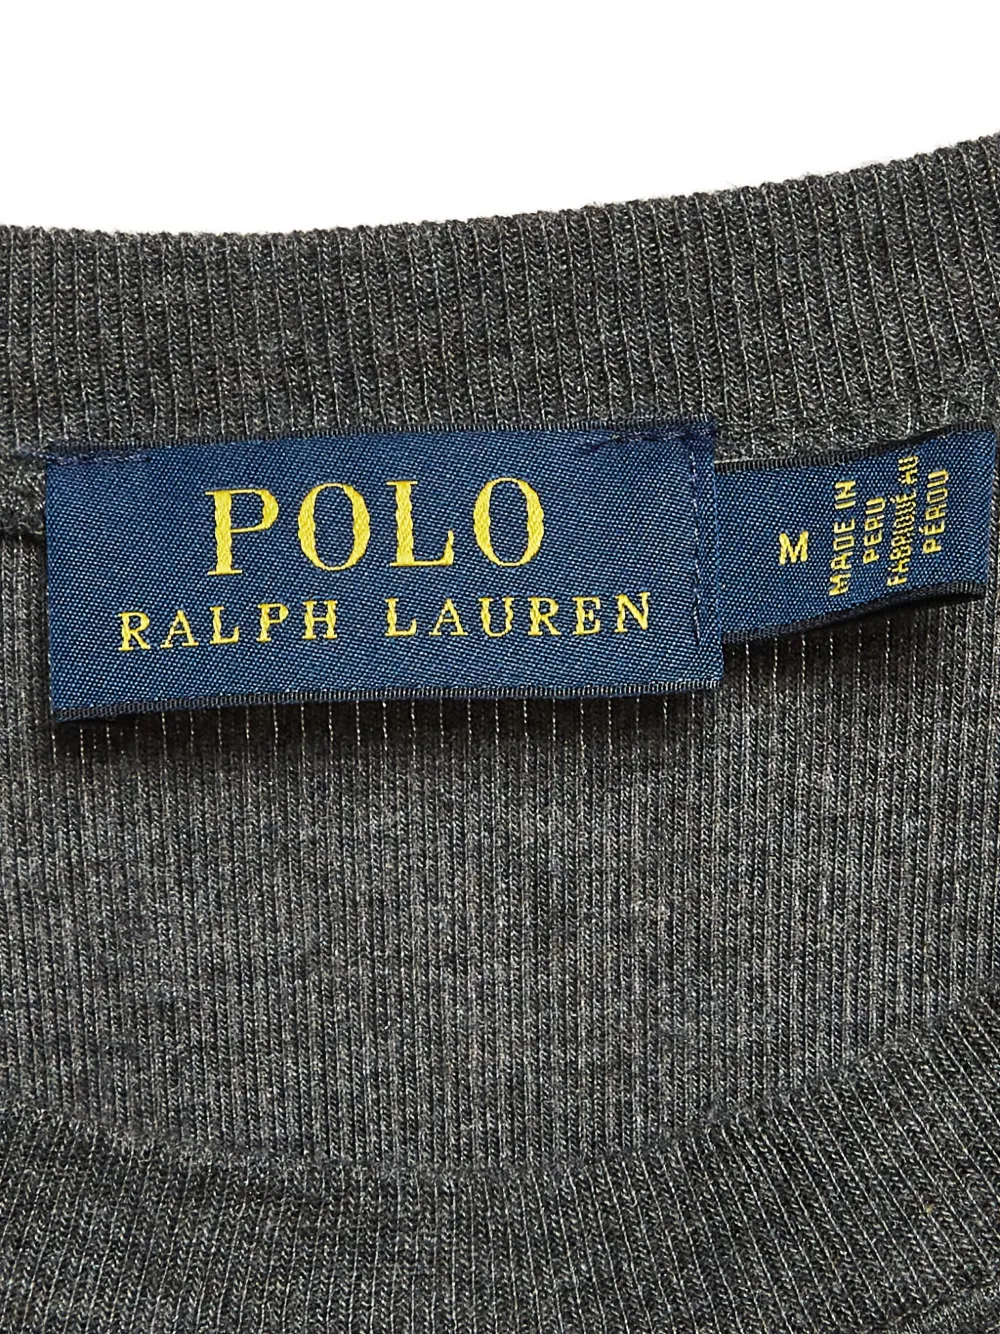 POLO
RALPH LAUREN
M
MADE IN
PERU
FABRIQUÉ AU
PÉROU